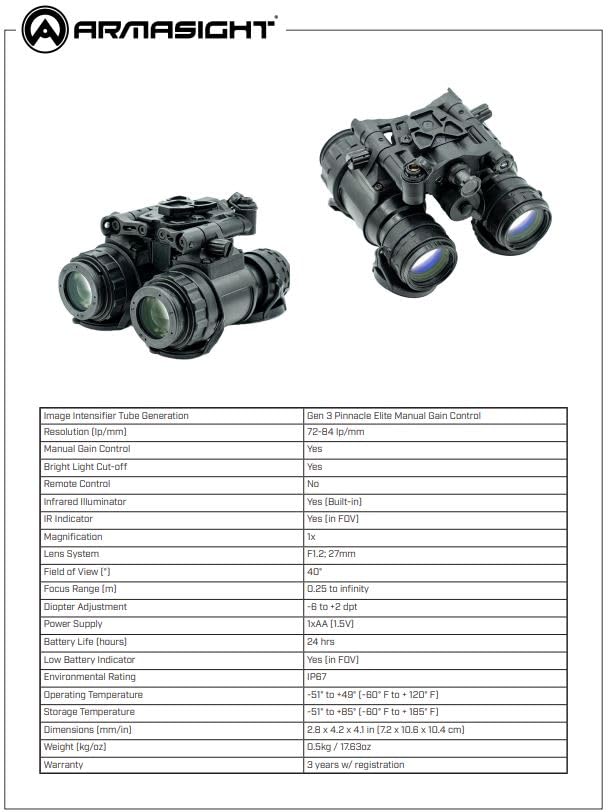 ARMASIGHT®
Image Intensifier Tube Generation Gen 3 Pinnacle Elite Manual Gain Control
Resolution (lp/mm) 72-84 lp/mm
Manual Gain Control Yes
Bright Light Cut-off Yes
Remote Control No
Infrared Illuminator Yes (Built-in)
IR Indicator Yes (in FOV)
Magnification 1x
Lens System F1.2; 27mm
Field of View (°) 40°
Focus Range (m) 0.25 to infinity
Diopter Adjustment -6 to +2 dpt
Power Supply 1xAA (1.5V)
Battery Life (hours) 24 hrs
Low Battery Indicator Yes (in FOV)
Environmental Rating IP67
Operating Temperature -51° to +49° (-60° F to + 120° F)
Storage Temperature -51° to +85° (-60° F to + 185° F)
Dimensions (mm/in) 2.8 x 4.2 x 4.1 in (7.2 x 10.6 x 10.4 cm)
Weight (kg/oz) 0.5kg / 17.63oz
Warranty 3 years w/ registration